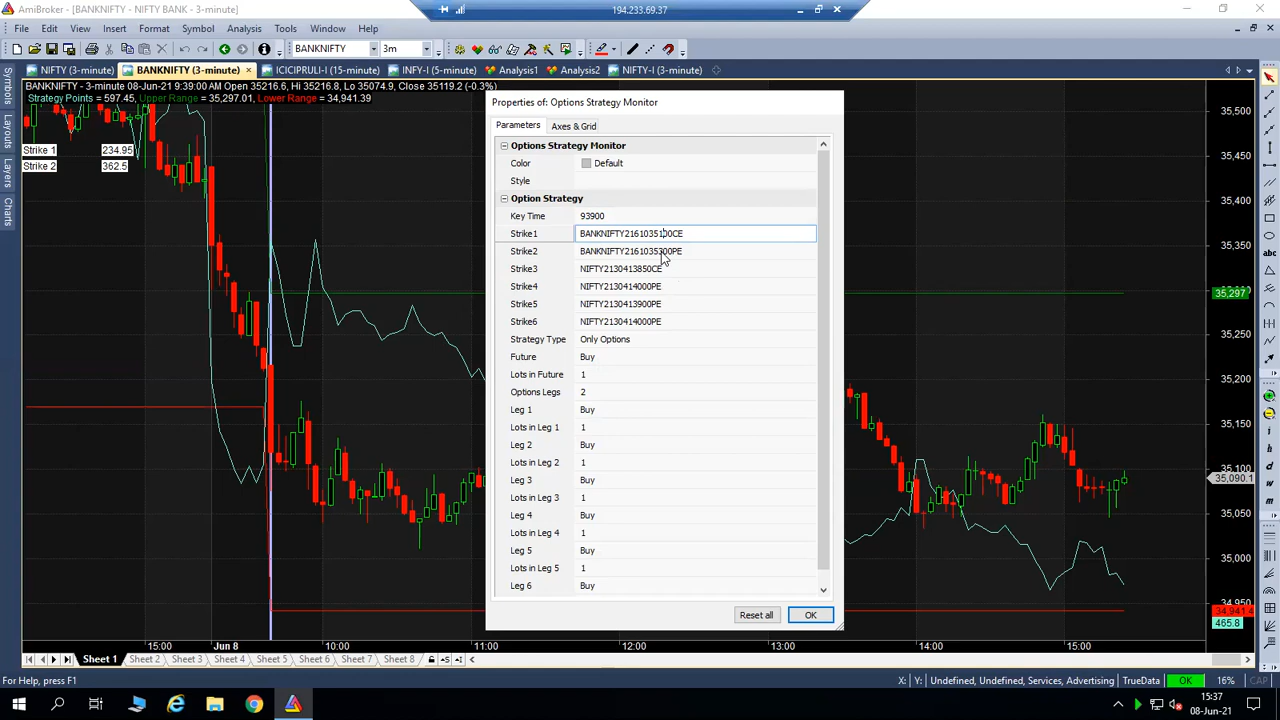 AmiBroker - [BANKNIFTY - NIFTY BANK - 3-minute]
194.233.69.37
File Edit View Insert Format Symbol Analysis Tools Window Help
BANKNIFTY 3m
NIFTY (3-minute) BANKNIFTY (3-minute) ICICIPRULI-I (15-minute) INFY-I (5-minute) Analysis1 Analysis2 NIFTY-I (3-minute)
BANKNIFTY - 3-minute 08-Jun-21 9:39:00 AM Open 35216.6, Hi 35216.8, Lo 35074.9, Close 35119.2 (-0.3%)
Strategy Points = 597.45, Upper Range = 35,297.01, Lower Range = 34,941.39
Strike 1 234.95
Strike 2 362.5
Symbols
Layouts
Layers
Charts
Properties of: Options Strategy Monitor
Parameters Axes & Grid
Options Strategy Monitor
Color Default
Style
Option Strategy
Key Time 93900
Strike1 BANKNIFTY2161035100CE
Strike2 BANKNIFTY2161035300PE
Strike3 NIFTY2130413850CE
Strike4 NIFTY2130414000PE
Strike5 NIFTY2130413900PE
Strike6 NIFTY2130414000PE
Strategy Type Only Options
Future Buy
Lots in Future 1
Options Legs 2
Leg 1 Buy
Lots in Leg 1 1
Leg 2 Buy
Lots in Leg 2 1
Leg 3 Buy
Lots in Leg 3 1
Leg 4 Buy
Lots in Leg 4 1
Leg 5 Buy
Lots in Leg 5 1
Leg 6 Buy
Reset all OK
35,500
35,450
35,400
35,350
35,297
35,250
35,200
35,150
35,100
35,090.1
35,050
35,000
34,950
34,941.4
465.8
i
h
d
w
m
15:00 Jun 8 10:00 11:00 12:00 13:00 14:00 15:00
Sheet 1 Sheet 2 Sheet 3 Sheet 4 Sheet 5 Sheet 6 Sheet 7 Sheet 8
For Help, press F1 X: Y: Undefined, Undefined, Services, Advertising TrueData OK 16% CAP
15:37
08-Jun-21